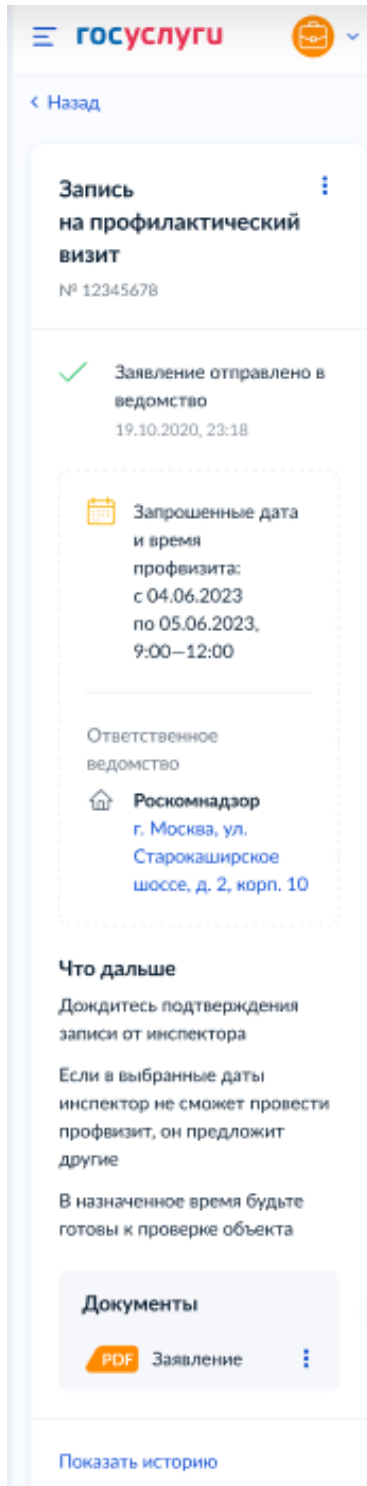 госуслуги
Назад
Запись
на профилактический
визит
№ 12345678
Заявление отправлено в
ведомство
19.10.2020, 23:18
Запрошенные дата
и время
профвизита:
с 04.06.2023
по 05.06.2023,
9:00—12:00
Ответственное
ведомство
Роскомнадзор
г. Москва, ул.
Старокаширское
шоссе, д. 2, корп. 10
Что дальше
Дождитесь подтверждения
записи от инспектора
Если в выбранные даты
инспектор не сможет провести
профвизит, он предложит
другие
В назначенное время будьте
готовы к проверке объекта
Документы
PDF Заявление
Показать историю